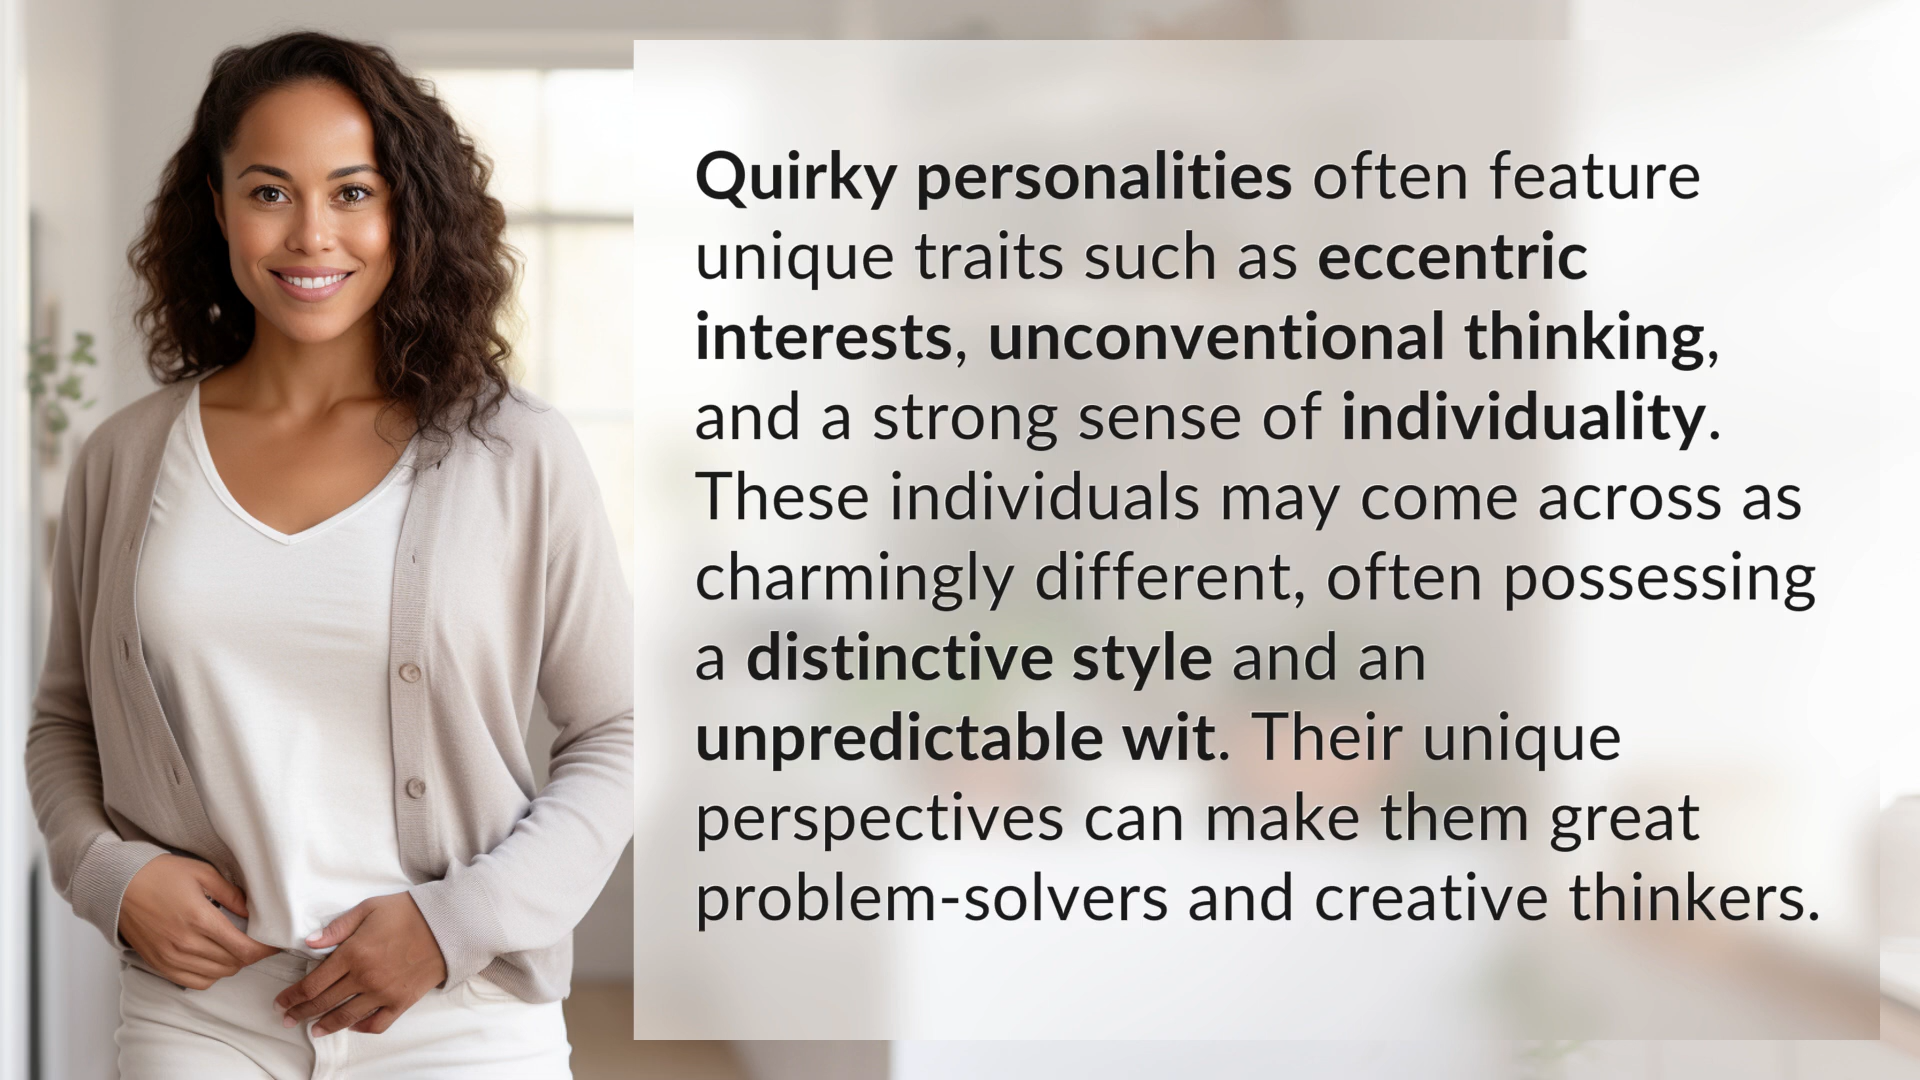 Quirky personalities often feature
unique traits such as eccentric
interests, unconventional thinking,
and a strong sense of individuality.
These individuals may come across as
charmingly different, often possessing
a distinctive style and an
unpredictable wit. Their unique
perspectives can make them great
problem-solvers and creative thinkers.